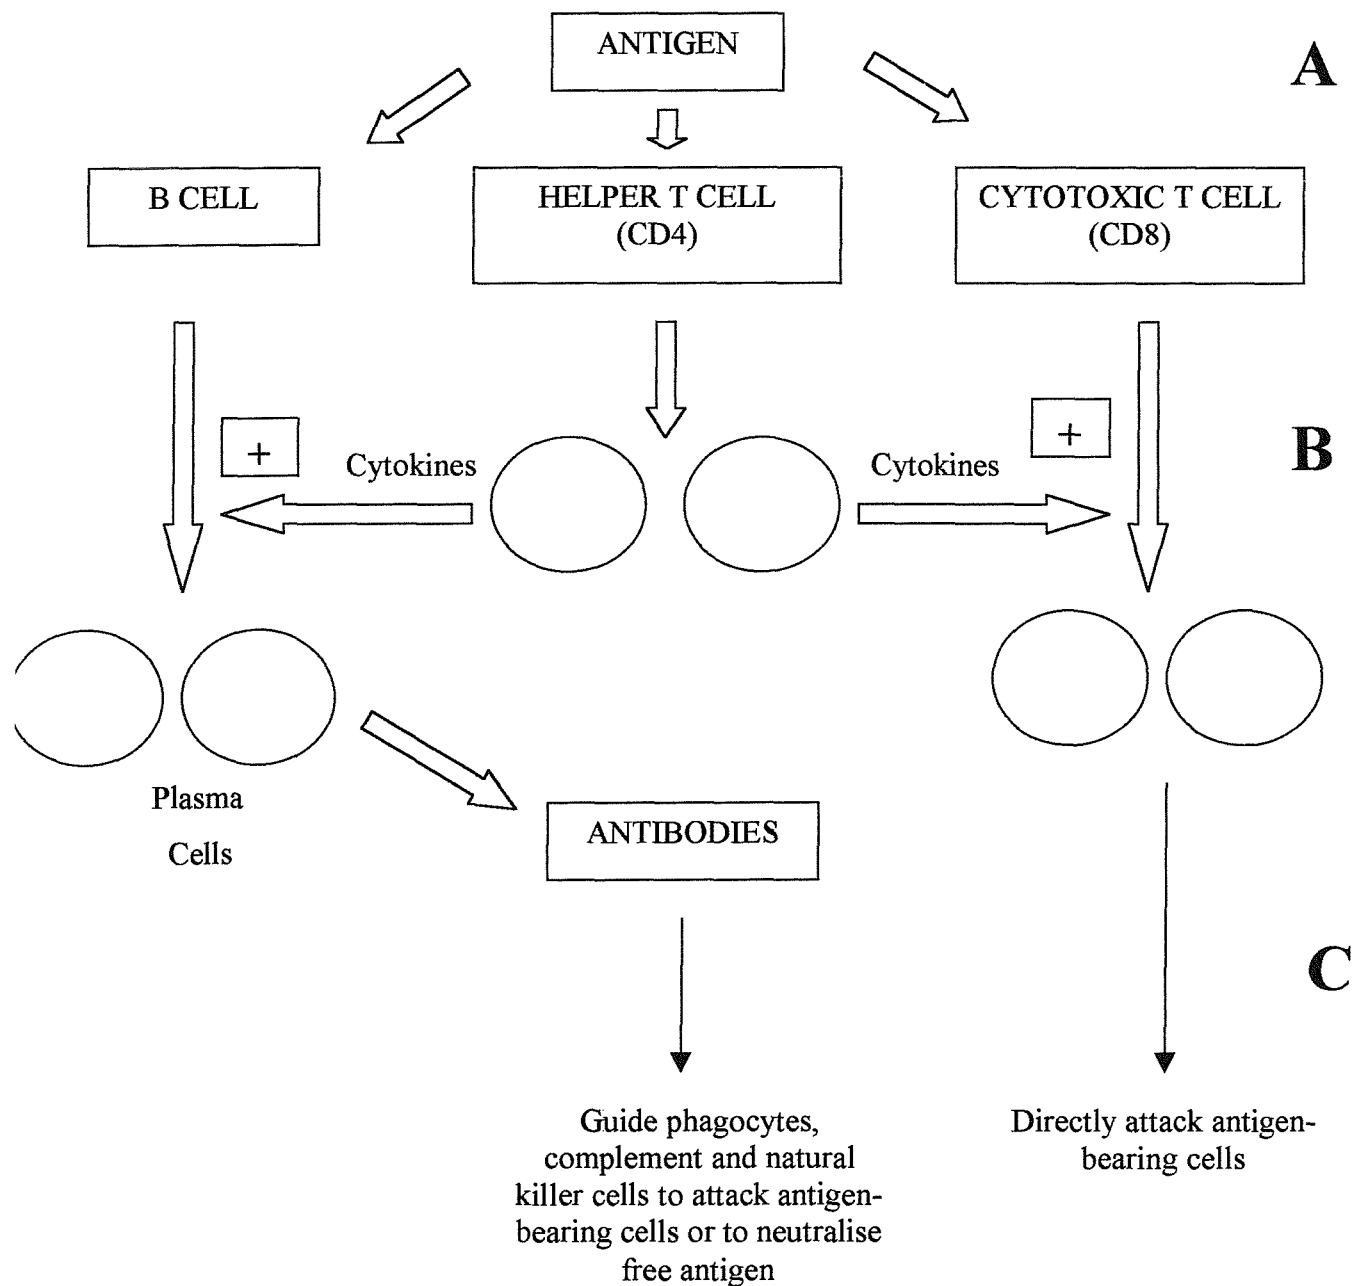 ANTIGEN
A
B CELL
HELPER T CELL
(CD4)
CYTOTOXIC T CELL
(CD8)
+
Cytokines
Cytokines
+
B
Plasma
Cells
ANTIBODIES
C
Guide phagocytes,
complement and natural
killer cells to attack antigen-
bearing cells or to neutralise
free antigen
Directly attack antigen-
bearing cells